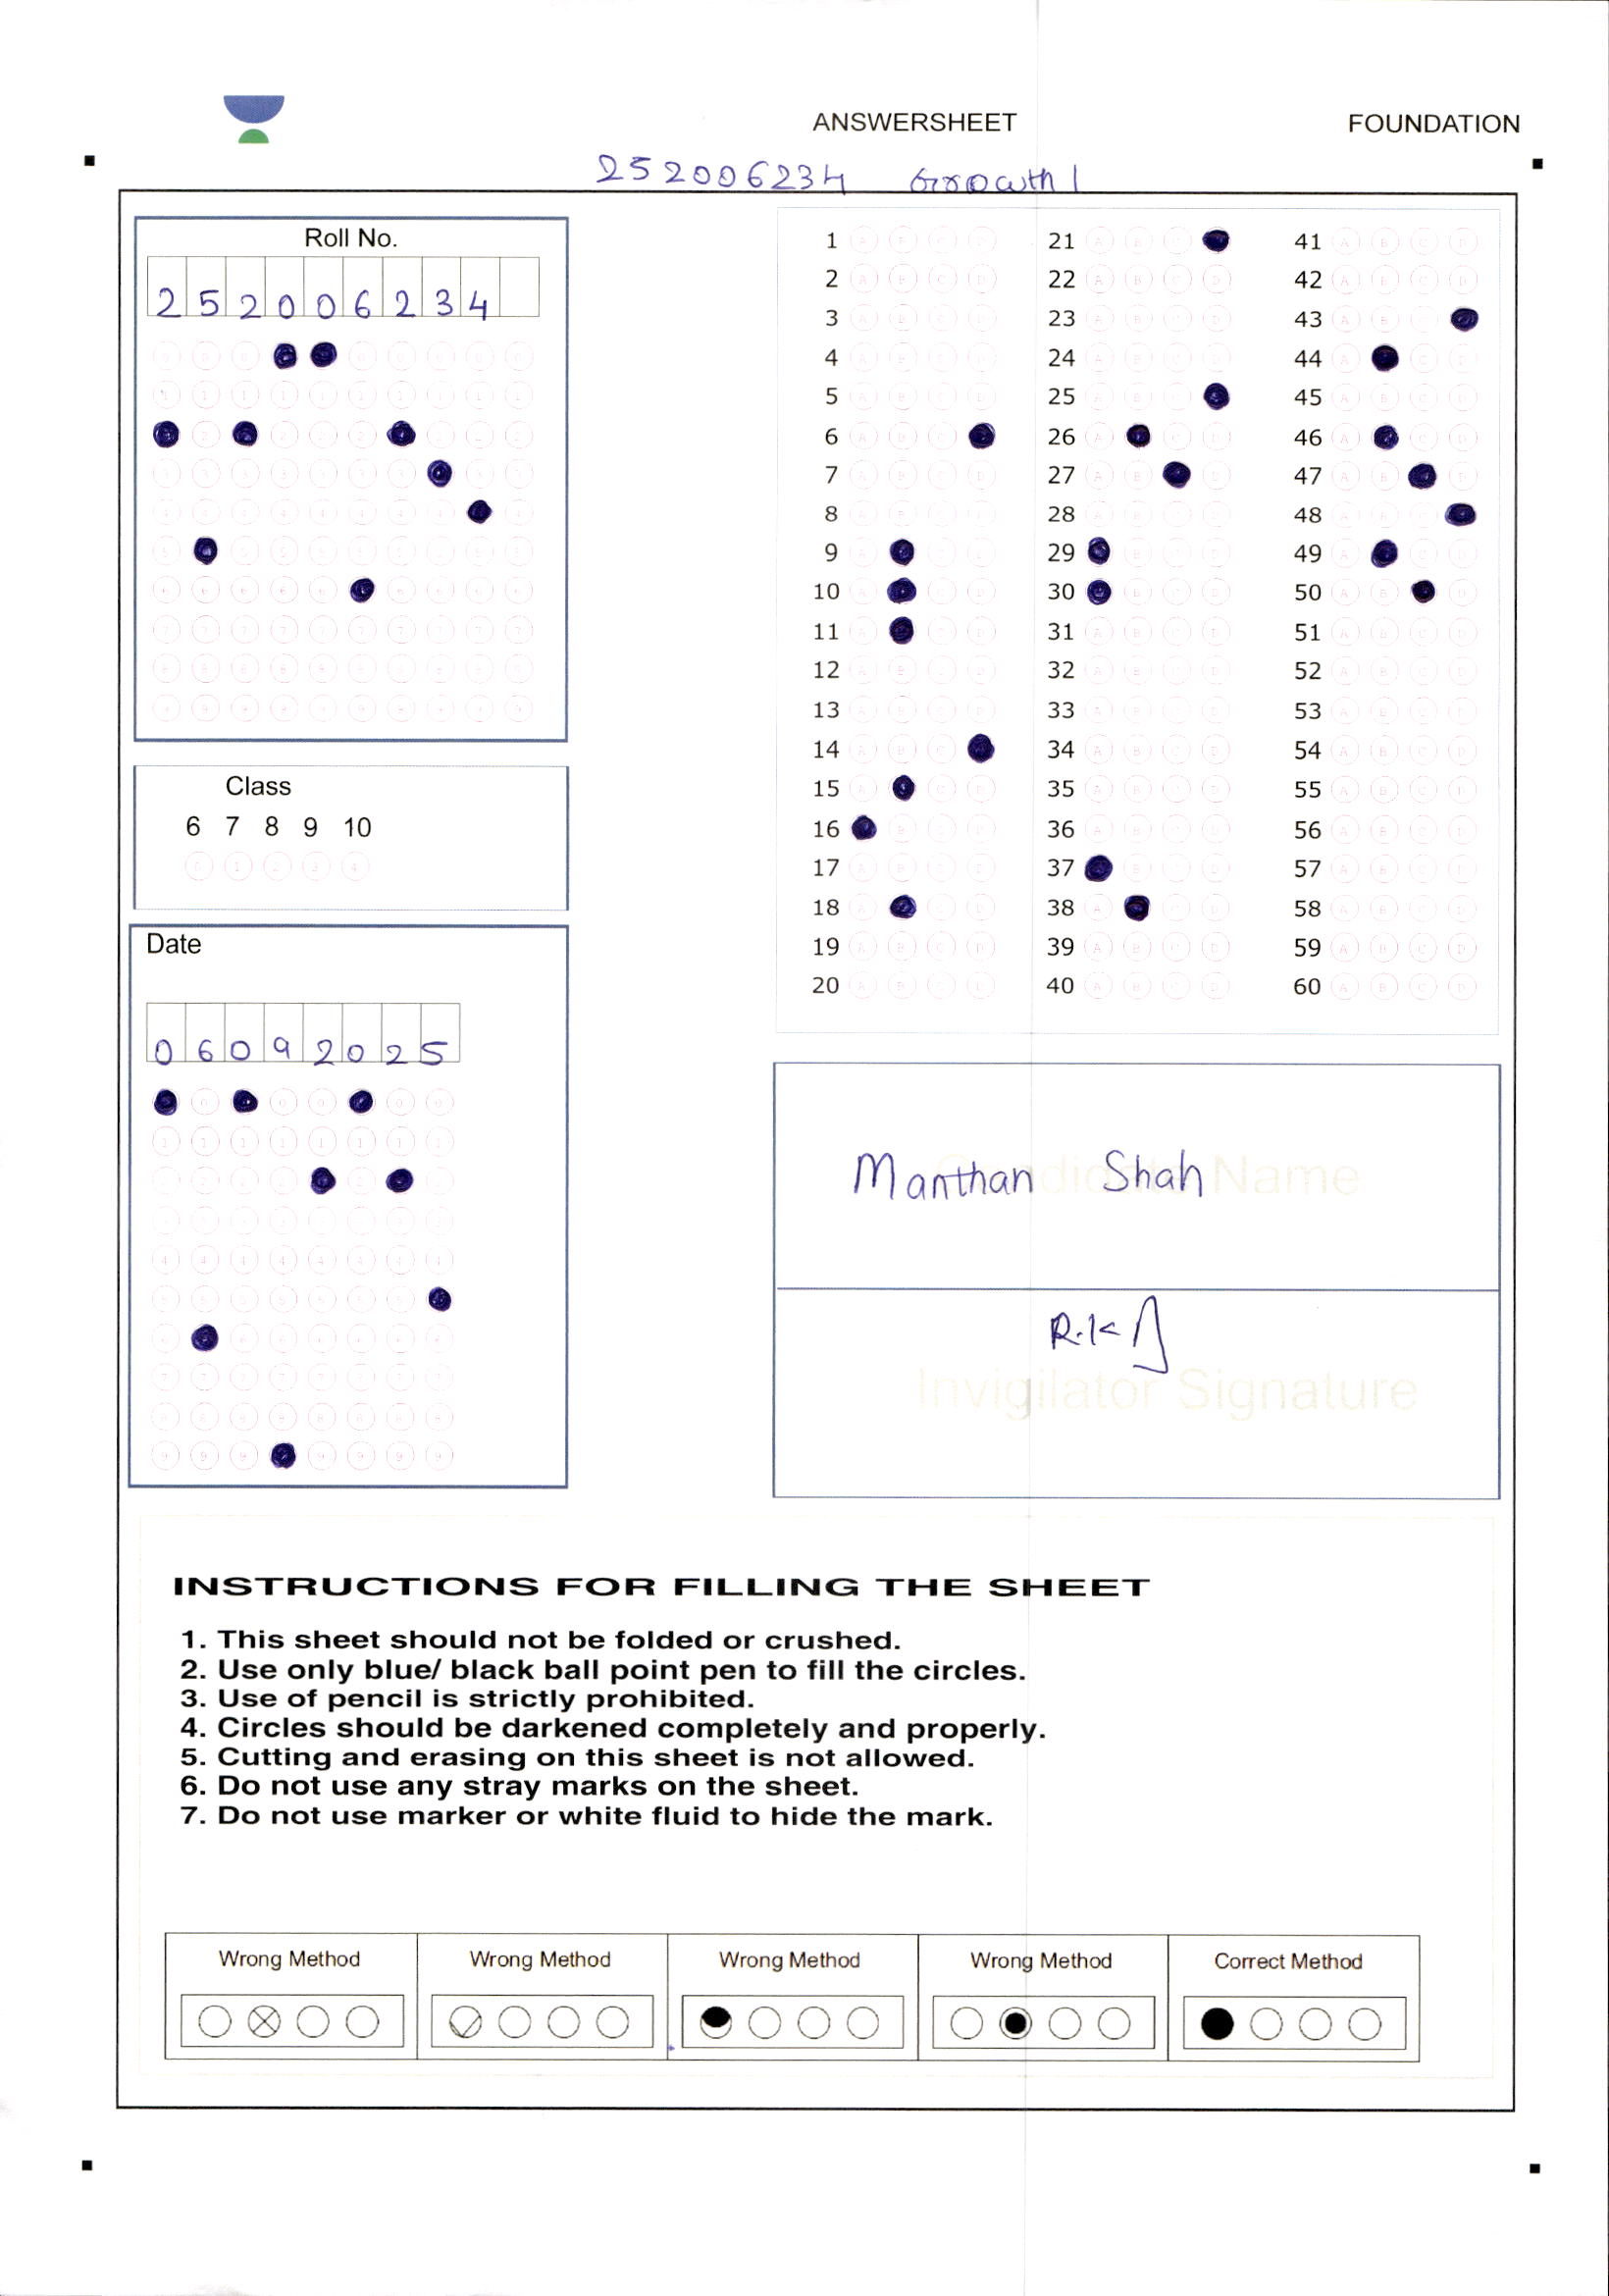 ANSWERSHEET FOUNDATION
252006234 Growth 1
Roll No.
2 5 2 0 0 6 2 3 4
Class
6 7 8 9 10
Date
0 6 0 9 2 0 2 5
1 21 41
2 22 42
3 23 43
4 24 44
5 25 45
6 26 46
7 27 47
8 28 48
9 29 49
10 30 50
11 31 51
12 32 52
13 33 53
14 34 54
15 35 55
16 36 56
17 37 57
18 38 58
19 39 59
20 40 60
Manthan Shah
Name
Invigilator Signature
INSTRUCTIONS FOR FILLING THE SHEET
1. This sheet should not be folded or crushed.
2. Use only blue/ black ball point pen to fill the circles.
3. Use of pencil is strictly prohibited.
4. Circles should be darkened completely and properly.
5. Cutting and erasing on this sheet is not allowed.
6. Do not use any stray marks on the sheet.
7. Do not use marker or white fluid to hide the mark.
Wrong Method Wrong Method Wrong Method Wrong Method Correct Method